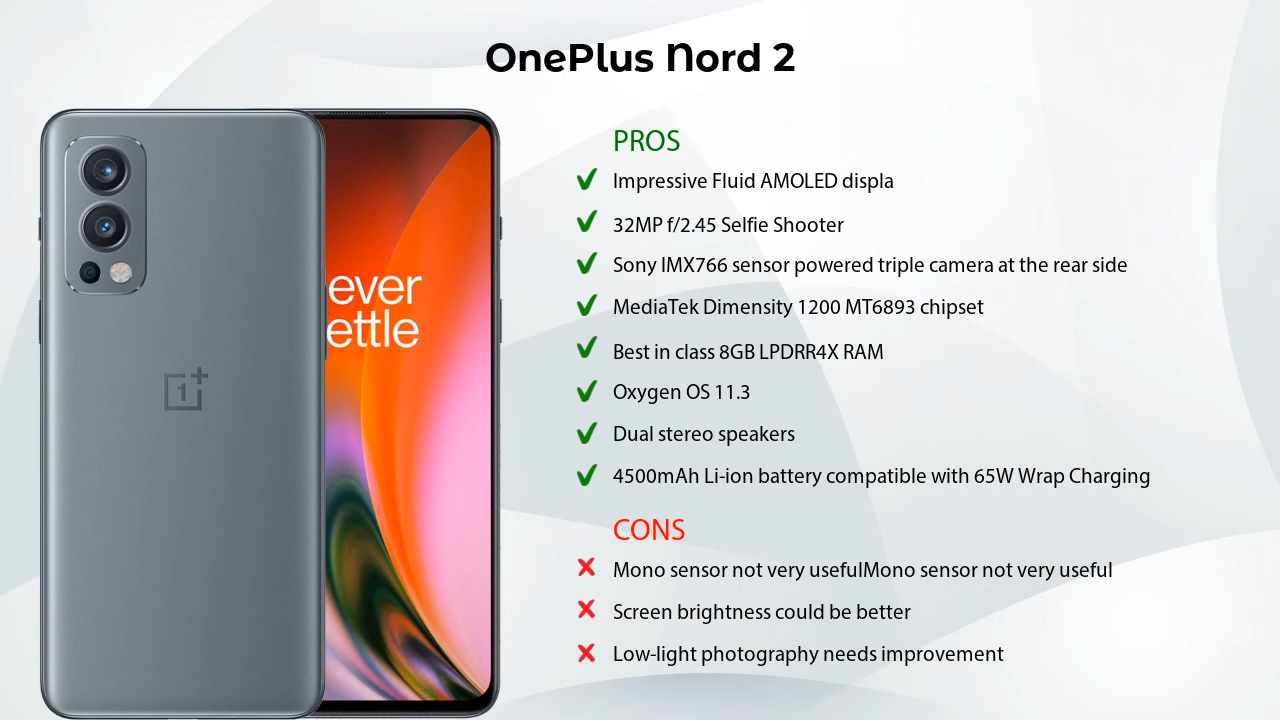 OnePlus Nord 2
ever
ettle
1+
PROS
Impressive Fluid AMOLED displa
32MP f/2.45 Selfie Shooter
Sony IMX766 sensor powered triple camera at the rear side
MediaTek Dimensity 1200 MT6893 chipset
Best in class 8GB LPDRR4X RAM
Oxygen OS 11.3
Dual stereo speakers
4500mAh Li-ion battery compatible with 65W Wrap Charging
CONS
Mono sensor not very usefulMono sensor not very useful
Screen brightness could be better
Low-light photography needs improvement